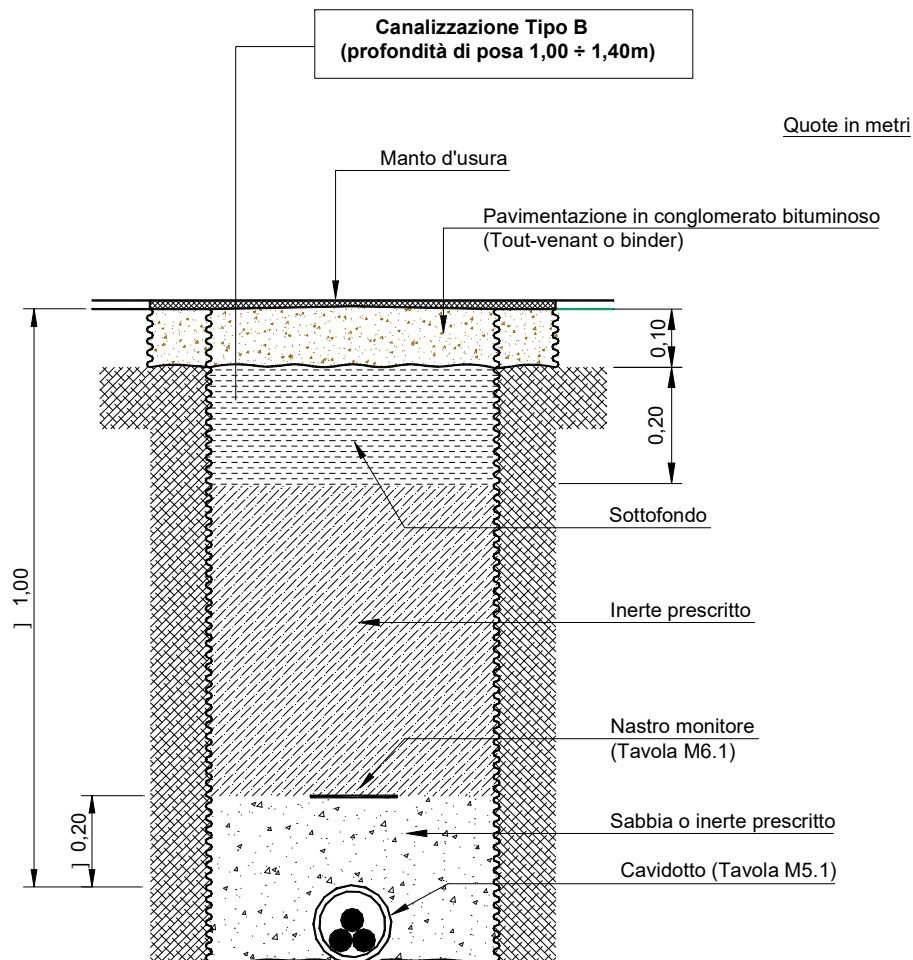 Canalizzazione Tipo B
(profondità di posa 1,00 ÷ 1,40m)
Quote in metri
Manto d'usura
Pavimentazione in conglomerato bituminoso
(Tout-venant o binder)
0,10
0,20
Sottofondo
] 1,00
Inerte prescritto
Nastro monitore
(Tavola M6.1)
] 0,20
Sabbia o inerte prescritto
Cavidotto (Tavola M5.1)